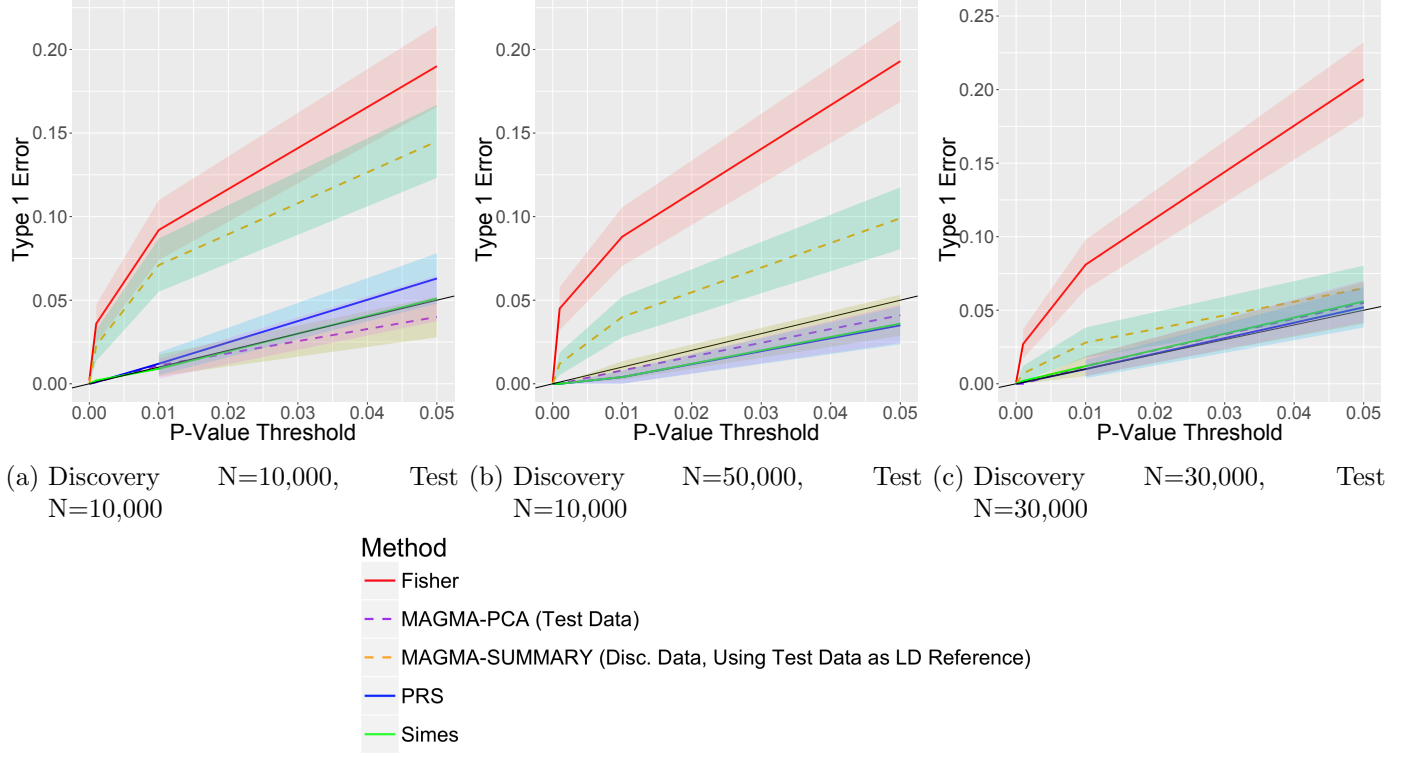 0.20
0.15
0.10
0.05
0.00
Type 1 Error
0.00 0.01 0.02 0.03 0.04 0.05
P-Value Threshold
(a) Discovery N=10,000, Test
N=10,000
0.20
0.15
0.10
0.05
0.00
Type 1 Error
0.00 0.01 0.02 0.03 0.04 0.05
P-Value Threshold
(b) Discovery N=50,000, Test
N=10,000
0.25
0.20
0.15
0.10
0.05
0.00
Type 1 Error
0.00 0.01 0.02 0.03 0.04 0.05
P-Value Threshold
(c) Discovery N=30,000, Test
N=30,000
Method
Fisher
MAGMA-PCA (Test Data)
MAGMA-SUMMARY (Disc. Data, Using Test Data as LD Reference)
PRS
Simes